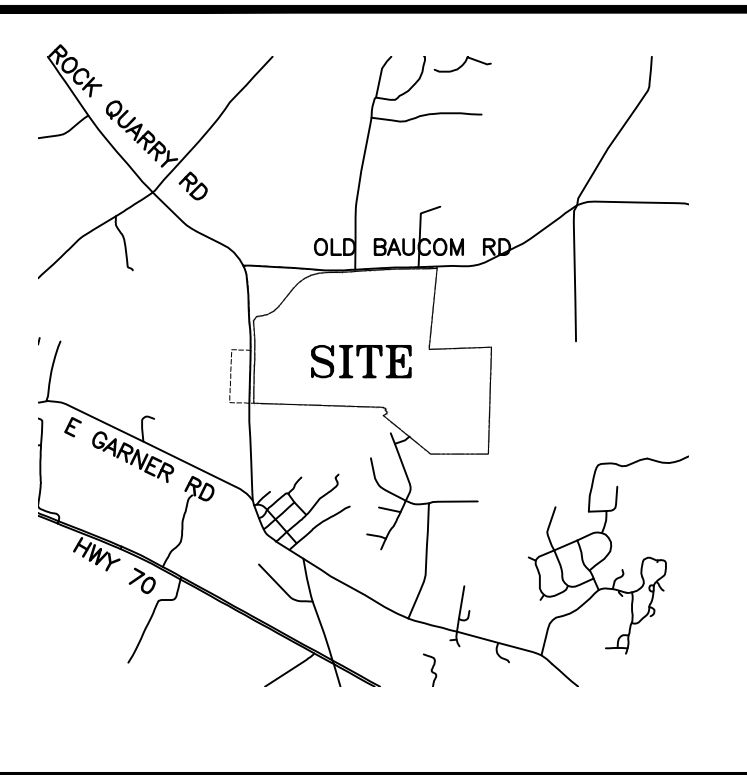 ROCK QUARRY RD
OLD BAUCOM RD
SITE
E GARNER RD
HWY 70